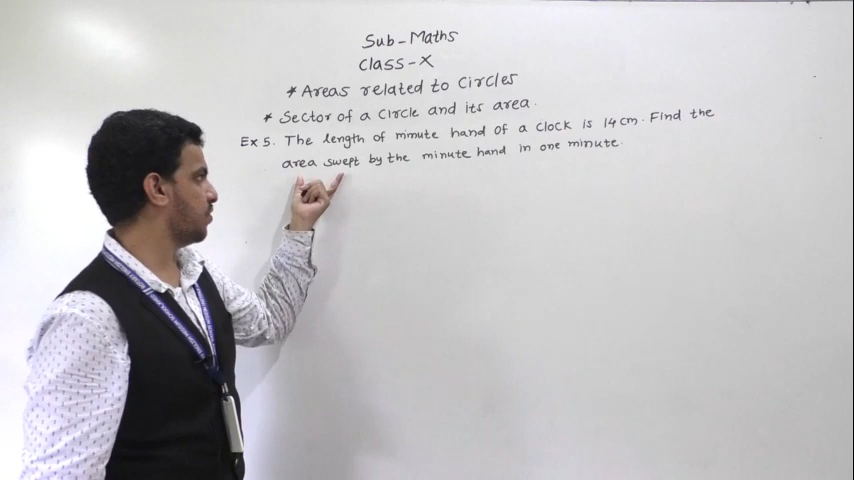 Sub-Maths
Class-X
* Areas related to Circles
* Sector of a Circle and its area.
Ex 5. The length of minute hand of a clock is 14 cm. Find the
area swept by the minute hand in one minute.